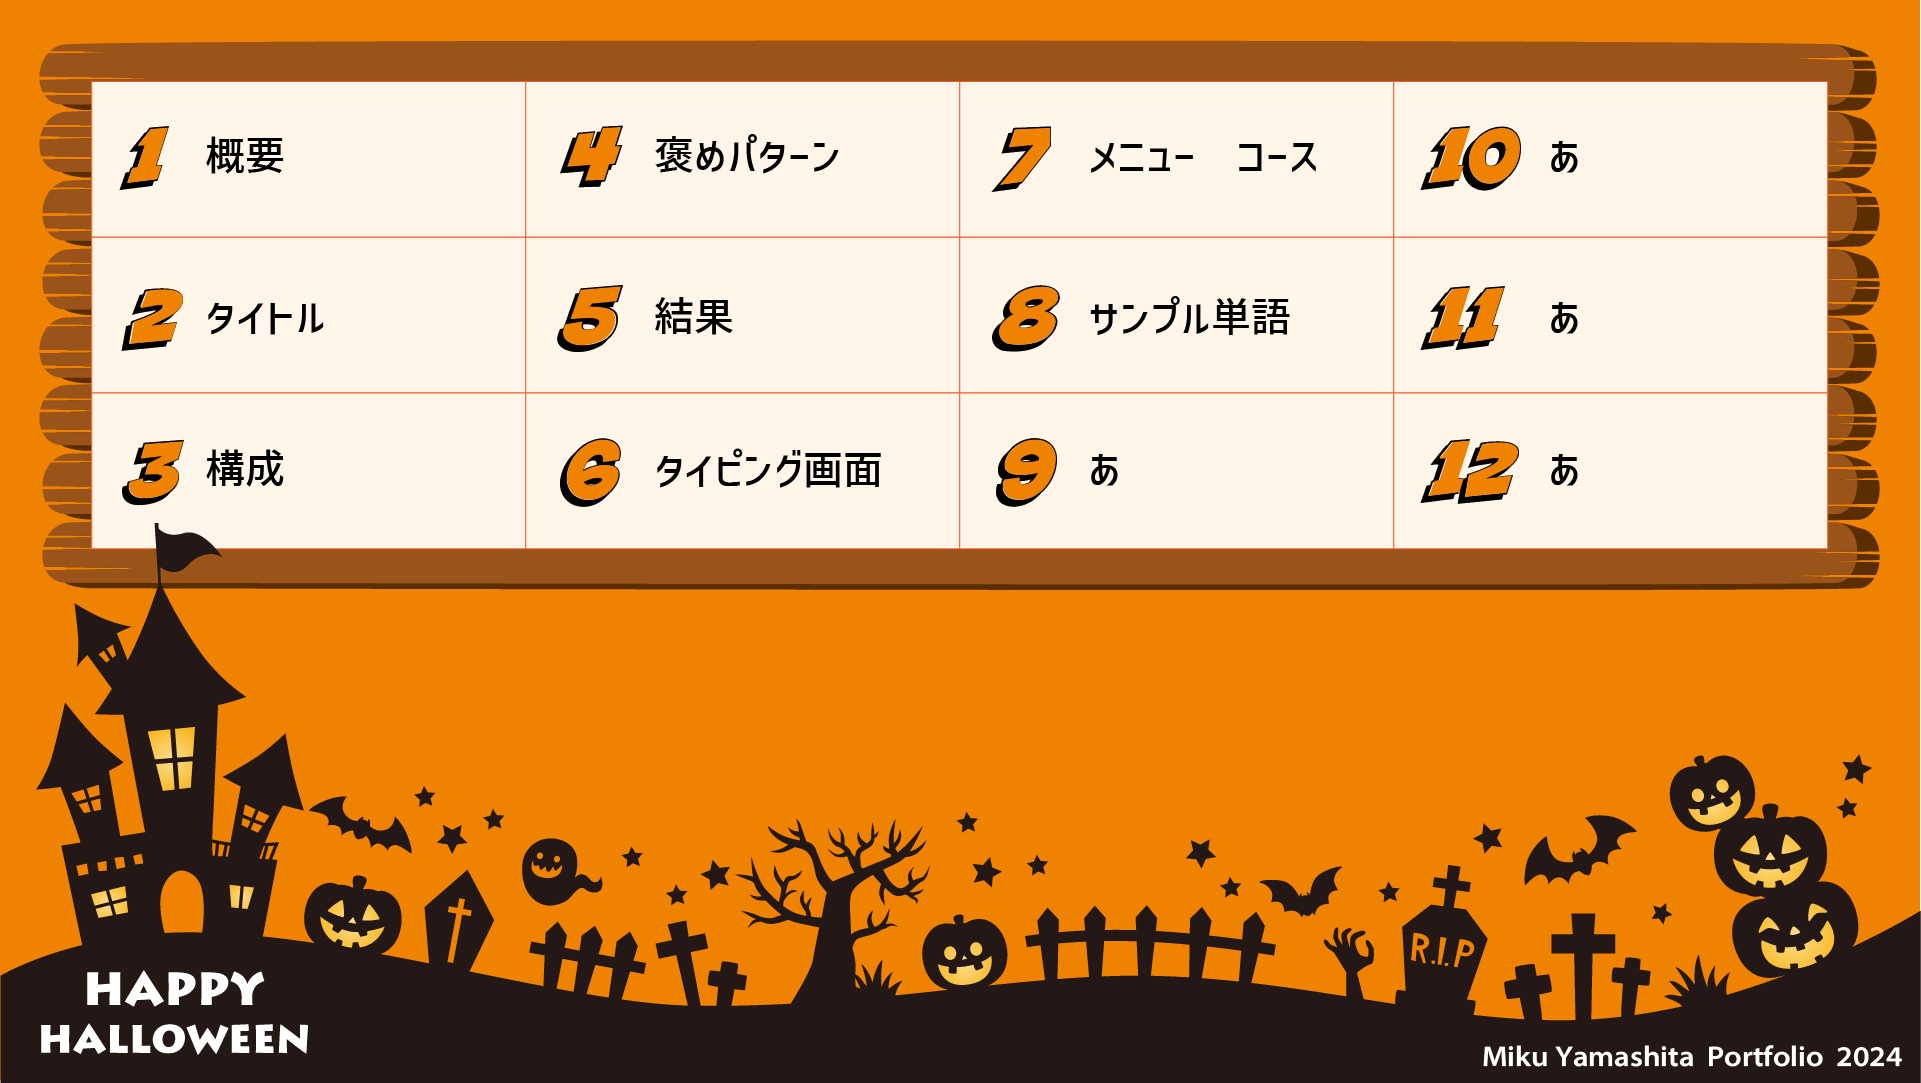 1 概要
2 タイトル
3 構成
4 褒めパターン
5 結果
6 タイピング画面
7 メニュー　コース
8 サンプル単語
9 あ
10 あ
11 あ
12 あ
R.I.P
HAPPY
HALLOWEEN
Miku Yamashita Portfolio 2024